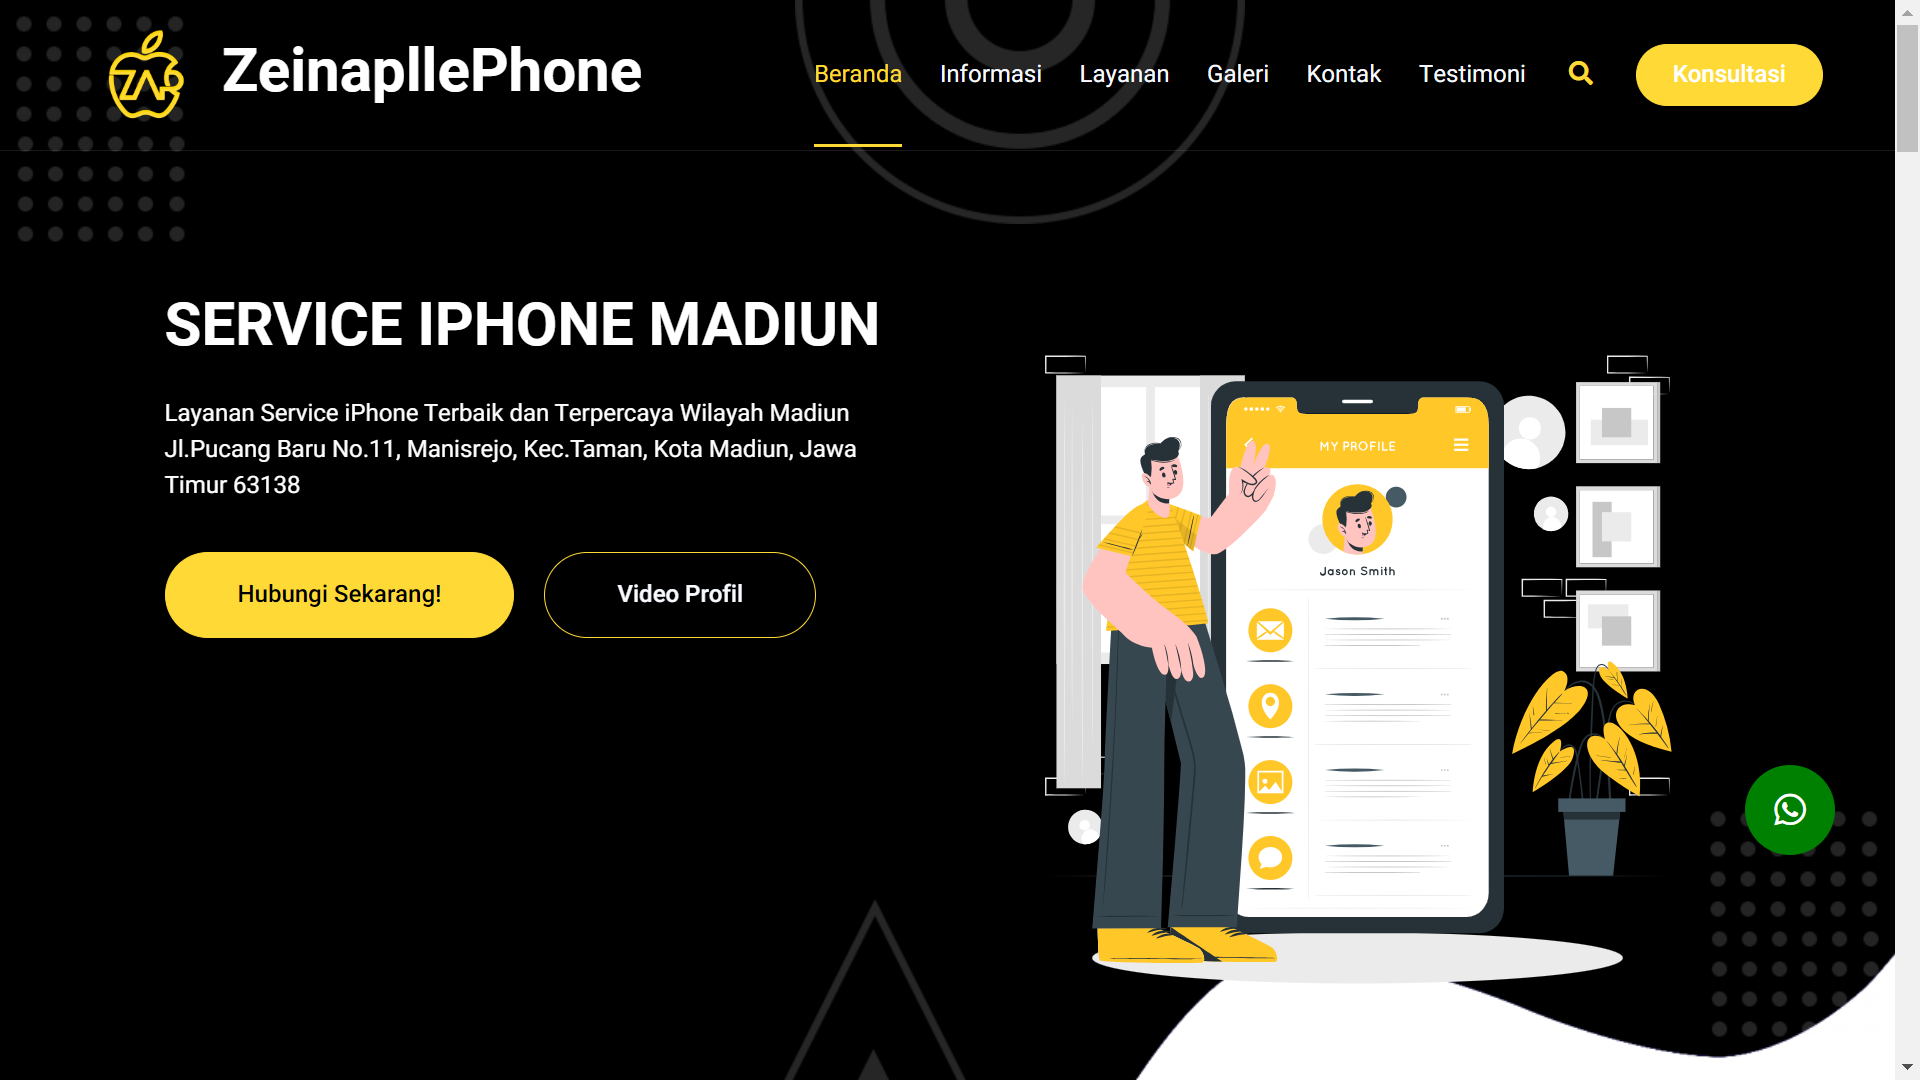 ZAP
ZeinapllePhone
Beranda
Informasi
Layanan
Galeri
Kontak
Testimoni
Konsultasi
SERVICE IPHONE MADIUN
Layanan Service iPhone Terbaik dan Terpercaya Wilayah Madiun
Jl.Pucang Baru No.11, Manisrejo, Kec.Taman, Kota Madiun, Jawa
Timur 63138
Hubungi Sekarang!
Video Profil
MY PROFILE
Jason Smith